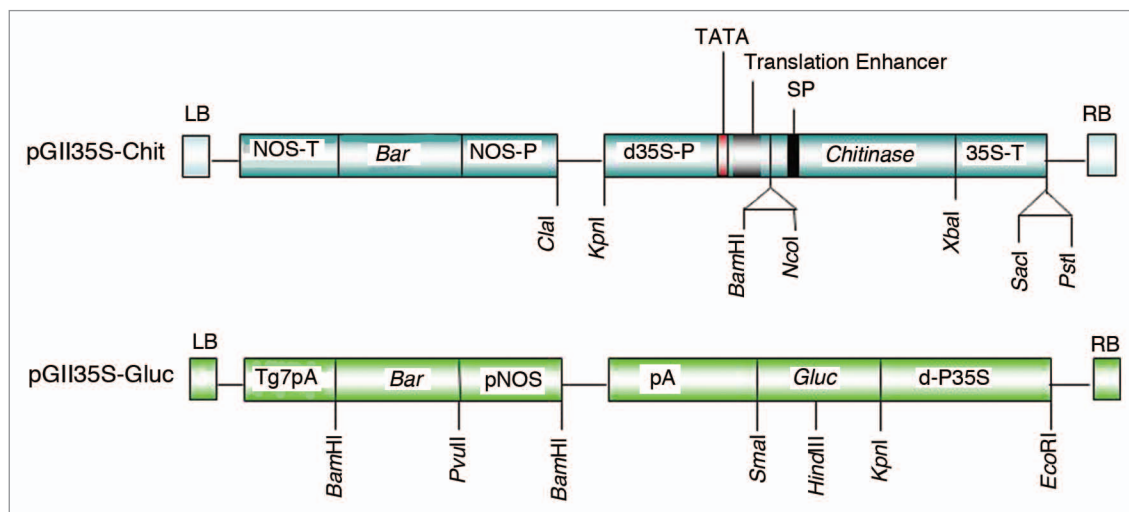 TATA
Translation Enhancer
SP
LB
RB
pGII35S-Chit
NOS-T
Bar
NOS-P
d35S-P
Chitinase
35S-T
ClaI
KpnI
BamHI
NcoI
XbaI
SacI
PstI
LB
RB
pGII35S-Gluc
Tg7pA
Bar
pNOS
pA
Gluc
d-P35S
BamHI
PvuII
BamHI
SmaI
HindIII
KpnI
EcoRI